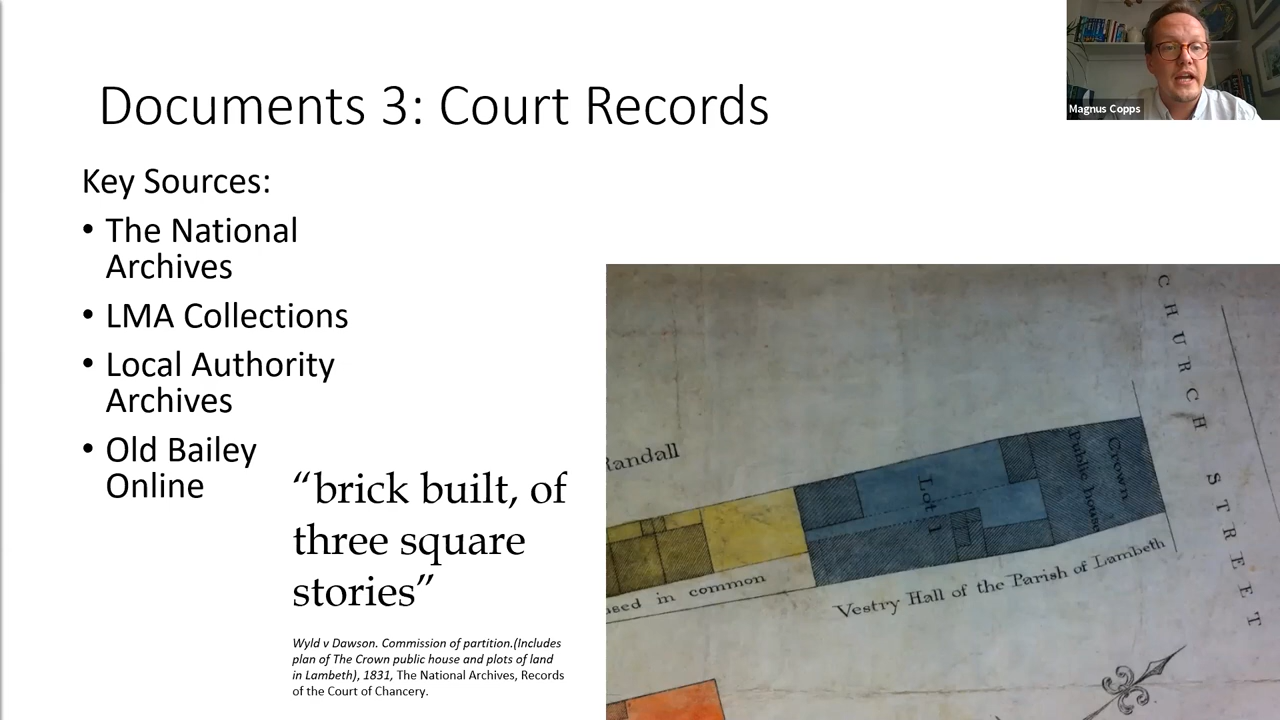 Documents 3: Court Records
Magnus Copps
Key Sources:
• The National
Archives
• LMA Collections
• Local Authority
Archives
• Old Bailey
Online
“brick built, of
three square
stories”
Wyld v Dawson. Commission of partition.(Includes
plan of The Crown public house and plots of land
in Lambeth), 1831, The National Archives, Records
of the Court of Chancery.
Randall
Lot 1
Crown
Public house
CHURCH STREET
in common
Vestry Hall of the Parish of Lambeth